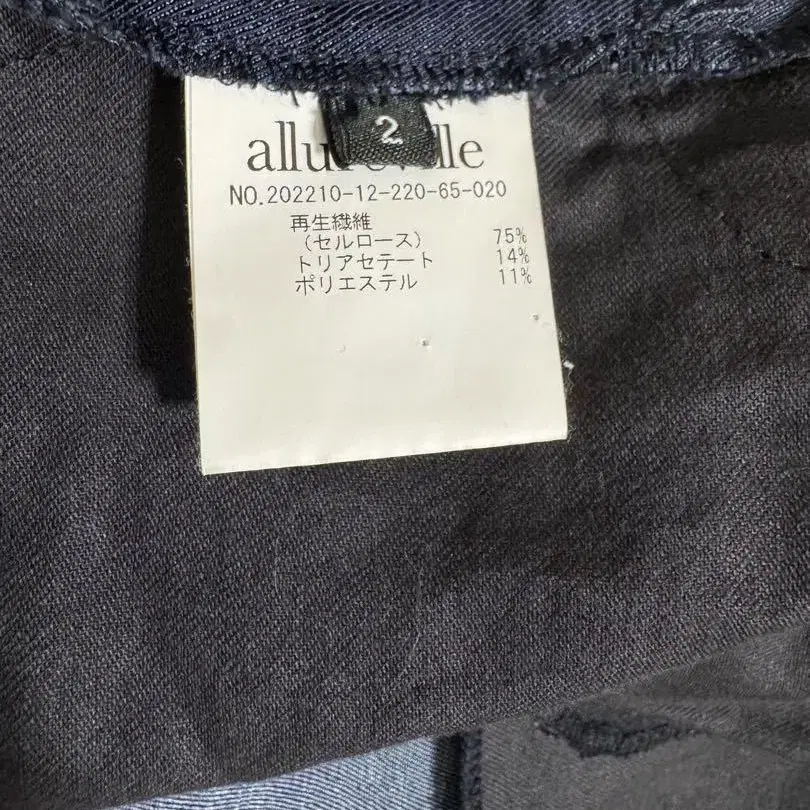 2
allureville
NO.202210-12-220-65-020
再生繊維
（セルロース） 75%
トリアセテート 14%
ポリエステル 11%